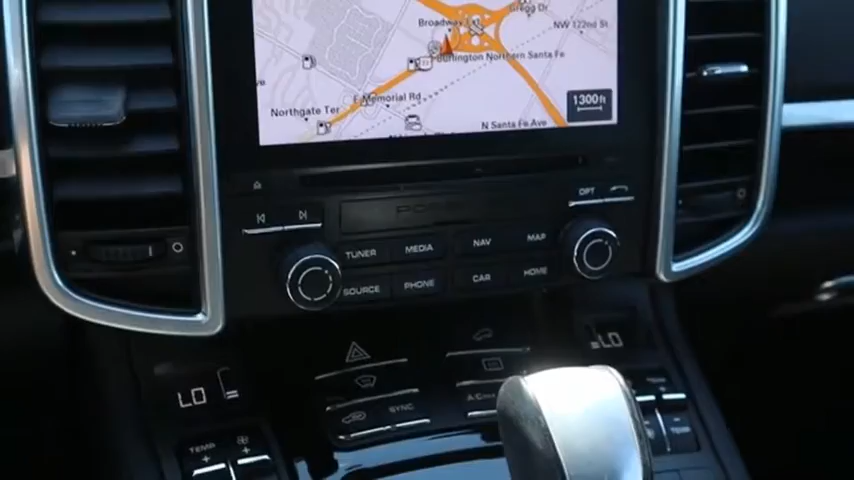 Gregg Dr
Broadway Ext
NW 122nd St
Burlington Northern Santa Fe
E Memorial Rd
Northgate Ter
1300ft
N Santa Fe Ave
OPT
TUNER MEDIA NAV MAP
SOURCE PHONE CAR HOME
LO
LO
SYNC
TEMP